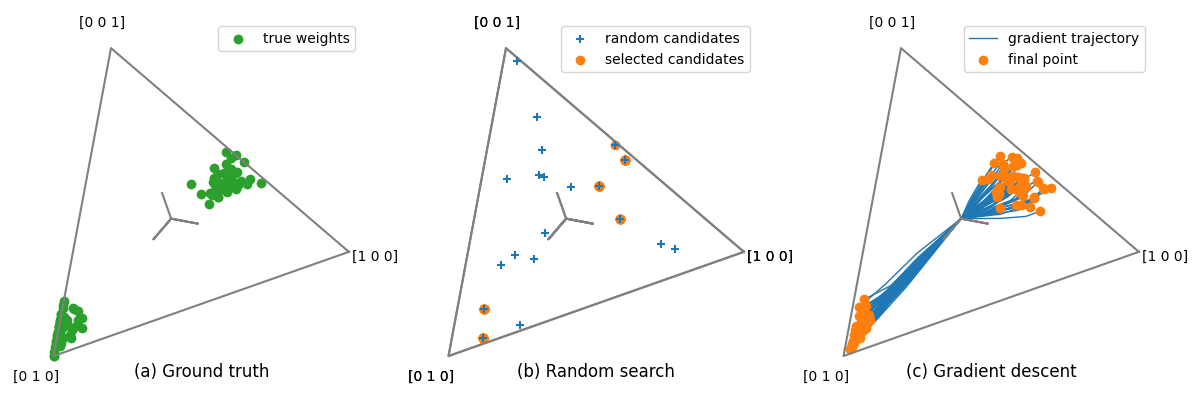 [0 0 1]
true weights
[1 0 0]
[0 1 0]
(a) Ground truth
[0 0 1]
random candidates
selected candidates
[1 0 0]
[0 1 0]
(b) Random search
[0 0 1]
gradient trajectory
final point
[1 0 0]
[0 1 0]
(c) Gradient descent